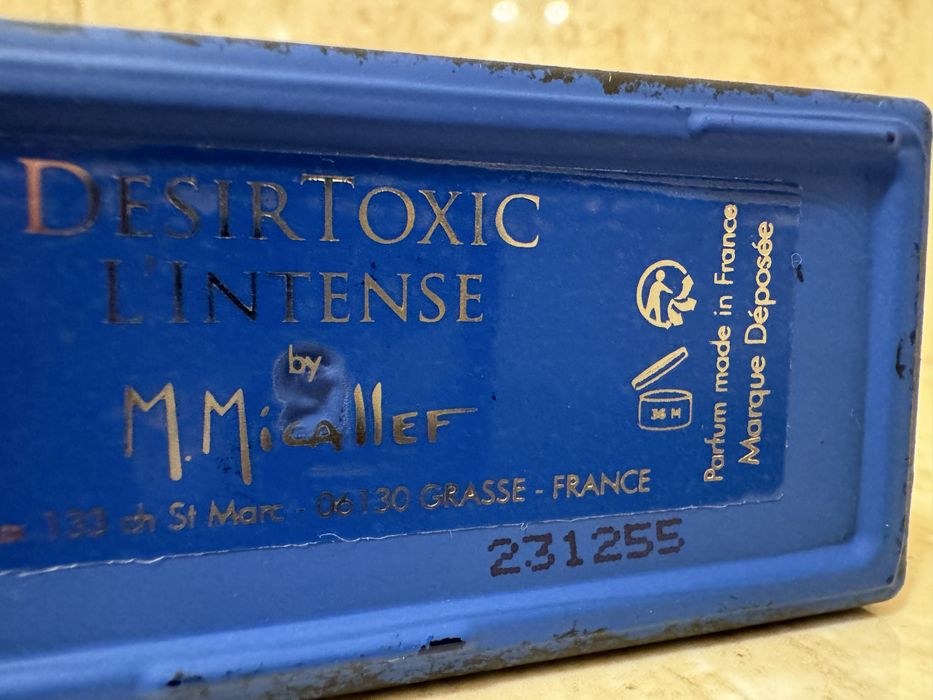 DESIRTOXIC
L'INTENSE
by
M.Micallef
133 ch St Marc - 06130 GRASSE - FRANCE
231255
36 M
Parfum made in France
Marque Déposée